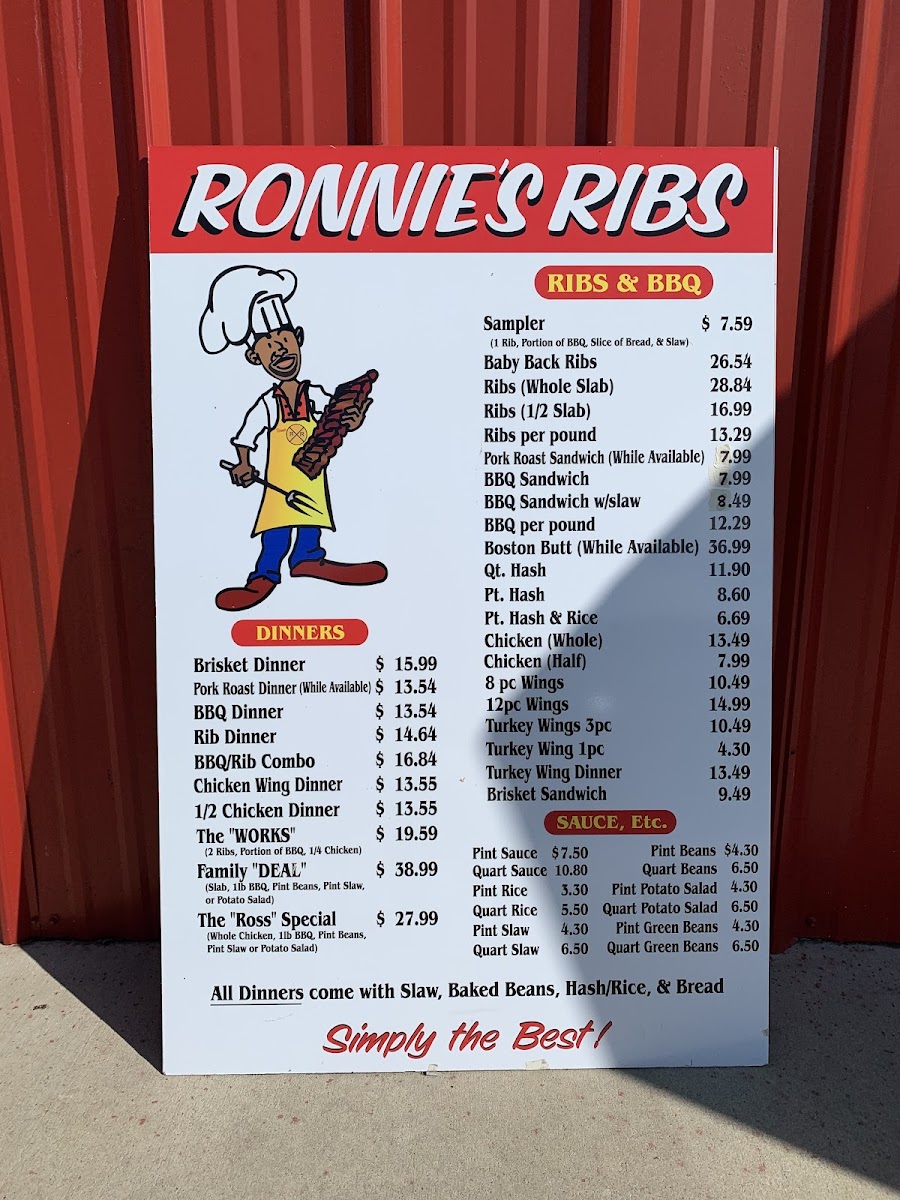 RONNIE'S RIBS
RIBS & BBQ
Sampler $ 7.59
(1 Rib, Portion of BBQ, Slice of Bread, & Slaw)
Baby Back Ribs 26.54
Ribs (Whole Slab) 28.84
Ribs (1/2 Slab) 16.99
Ribs per pound 13.29
Pork Roast Sandwich (While Available) 7.99
BBQ Sandwich 7.99
BBQ Sandwich w/slaw 8.49
BBQ per pound 12.29
Boston Butt (While Available) 36.99
Qt. Hash 11.90
Pt. Hash 8.60
Pt. Hash & Rice 6.69
Chicken (Whole) 13.49
Chicken (Half) 7.99
8 pc Wings 10.49
12pc Wings 14.99
Turkey Wings 3pc 10.49
Turkey Wing 1pc 4.30
Turkey Wing Dinner 13.49
Brisket Sandwich 9.49
DINNERS
Brisket Dinner $ 15.99
Pork Roast Dinner (While Available) $ 13.54
BBQ Dinner $ 13.54
Rib Dinner $ 14.64
BBQ/Rib Combo $ 16.84
Chicken Wing Dinner $ 13.55
1/2 Chicken Dinner $ 13.55
The "WORKS" $ 19.59
(2 Ribs, Portion of BBQ, 1/4 Chicken)
Family "DEAL" $ 38.99
(Slab, 1lb BBQ, Pint Beans, Pint Slaw,
or Potato Salad)
The "Ross" Special $ 27.99
(Whole Chicken, 1lb BBQ, Pint Beans,
Pint Slaw or Potato Salad)
SAUCE, Etc.
Pint Sauce $7.50 Pint Beans $4.30
Quart Sauce 10.80 Quart Beans 6.50
Pint Rice 3.30 Pint Potato Salad 4.30
Quart Rice 5.50 Quart Potato Salad 6.50
Pint Slaw 4.30 Pint Green Beans 4.30
Quart Slaw 6.50 Quart Green Beans 6.50
All Dinners come with Slaw, Baked Beans, Hash/Rice, & Bread
Simply the Best!